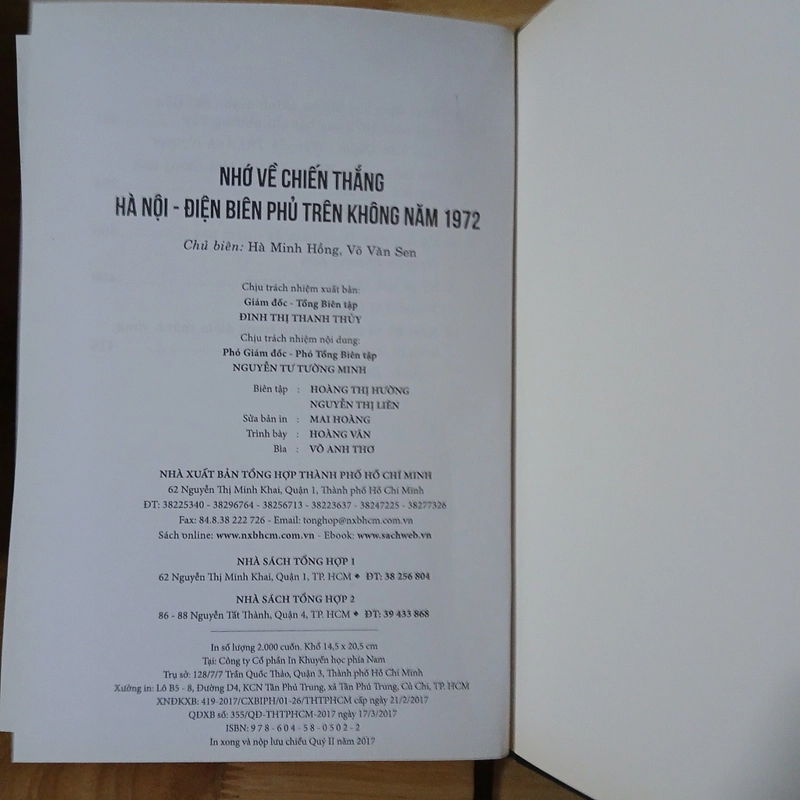 NHỚ VỀ CHIẾN THẮNG
HÀ NỘI - ĐIỆN BIÊN PHỦ TRÊN KHÔNG NĂM 1972
Chủ biên: Hà Minh Hồng, Võ Văn Sen
Chịu trách nhiệm xuất bản:
Giám đốc - Tổng Biên tập
ĐINH THỊ THANH THỦY
Chịu trách nhiệm nội dung:
Phó Giám đốc - Phó Tổng Biên tập
NGUYỄN TƯ TƯỜNG MINH
Biên tập : HOÀNG THỊ HƯỜNG
NGUYỄN THỊ LIÊN
Sửa bản in : MAI HOÀNG
Trình bày : HOÀNG VÂN
Bìa : VÕ ANH THƠ
NHÀ XUẤT BẢN TỔNG HỢP THÀNH PHỐ HỒ CHÍ MINH
62 Nguyễn Thị Minh Khai, Quận 1, Thành phố Hồ Chí Minh
ĐT: 38225340 - 38296764 - 38256713 - 38223637 - 38247225 - 38277326
Fax: 84.8.38 222 726 - Email: tonghop@nxbhcm.com.vn
Sách online: www.nxbhcm.com.vn - Ebook: www.sachweb.vn
NHÀ SÁCH TỔNG HỢP 1
62 Nguyễn Thị Minh Khai, Quận 1, TP. HCM ◆ ĐT: 38 256 804
NHÀ SÁCH TỔNG HỢP 2
86 - 88 Nguyễn Tất Thành, Quận 4, TP. HCM ◆ ĐT: 39 433 868
In số lượng 2.000 cuốn. Khổ 14,5 x 20,5 cm
Tại: Công ty Cổ phần In Khuyến học phía Nam
Trụ sở: 128/7/7 Trần Quốc Thảo, Quận 3, Thành phố Hồ Chí Minh
Xưởng in: Lô B5 - 8, Đường D4, KCN Tân Phú Trung, xã Tân Phú Trung, Củ Chi, TP. HCM
XNĐKXB: 419-2017/CXBIPH/01-26/THTPHCM cấp ngày 21/2/2017
QĐXB số: 355/QĐ-THTPHCM-2017 ngày 17/3/2017
ISBN: 978-604-58-0502-2
In xong và nộp lưu chiểu Quý II năm 2017